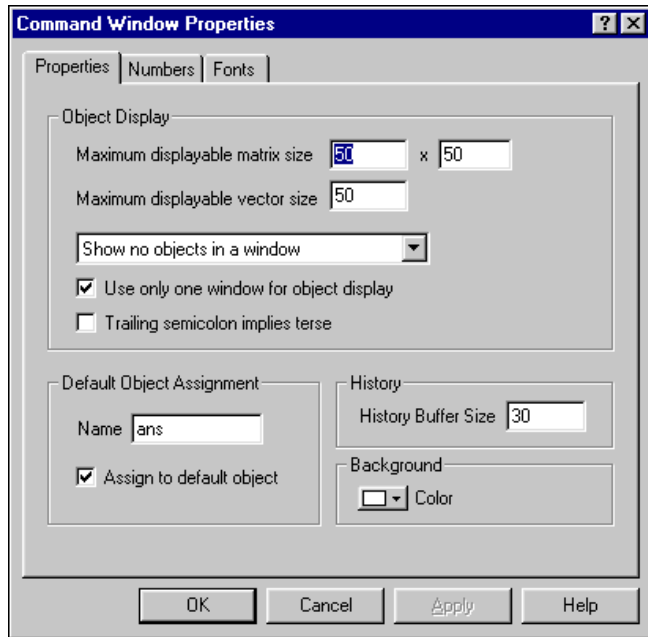 Command Window Properties
Properties Numbers Fonts
Object Display
Maximum displayable matrix size 50 x 50
Maximum displayable vector size 50
Show no objects in a window
Use only one window for object display
Trailing semicolon implies terse
Default Object Assignment
Name ans
Assign to default object
History
History Buffer Size 30
Background
Color
OK Cancel Apply Help